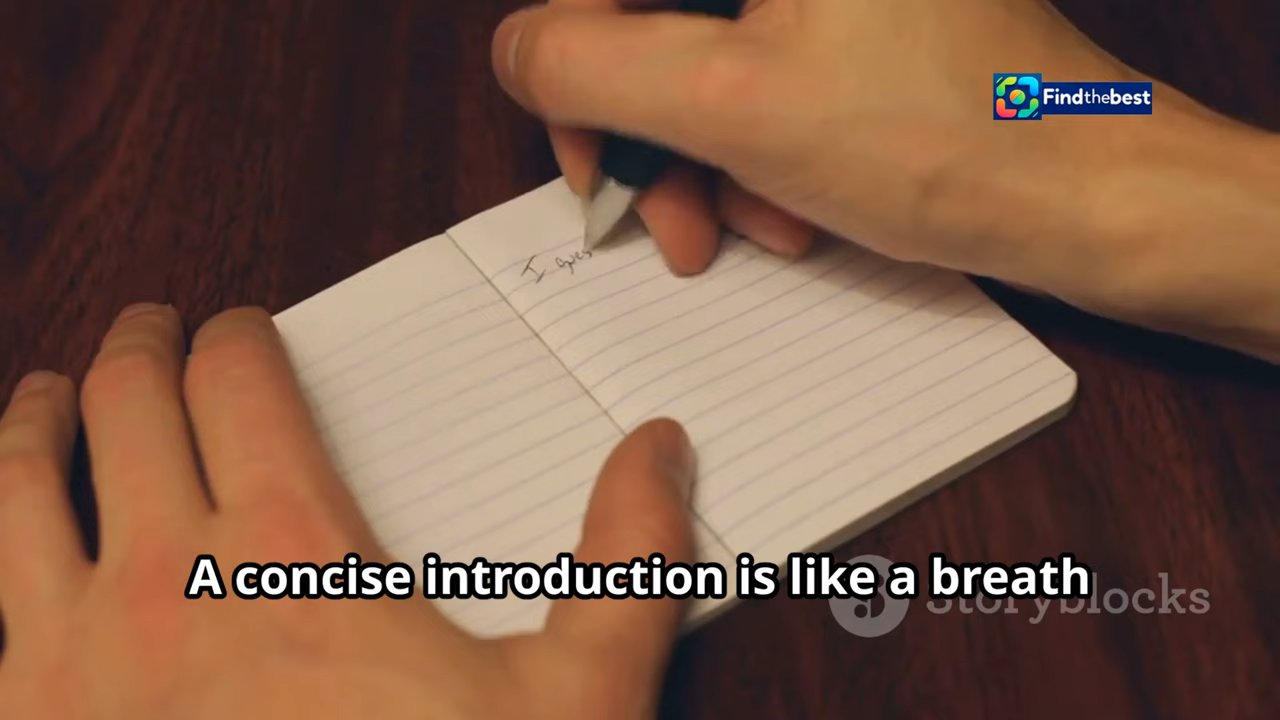 Findthebest
I
A concise introduction is like a breath
Storyblocks